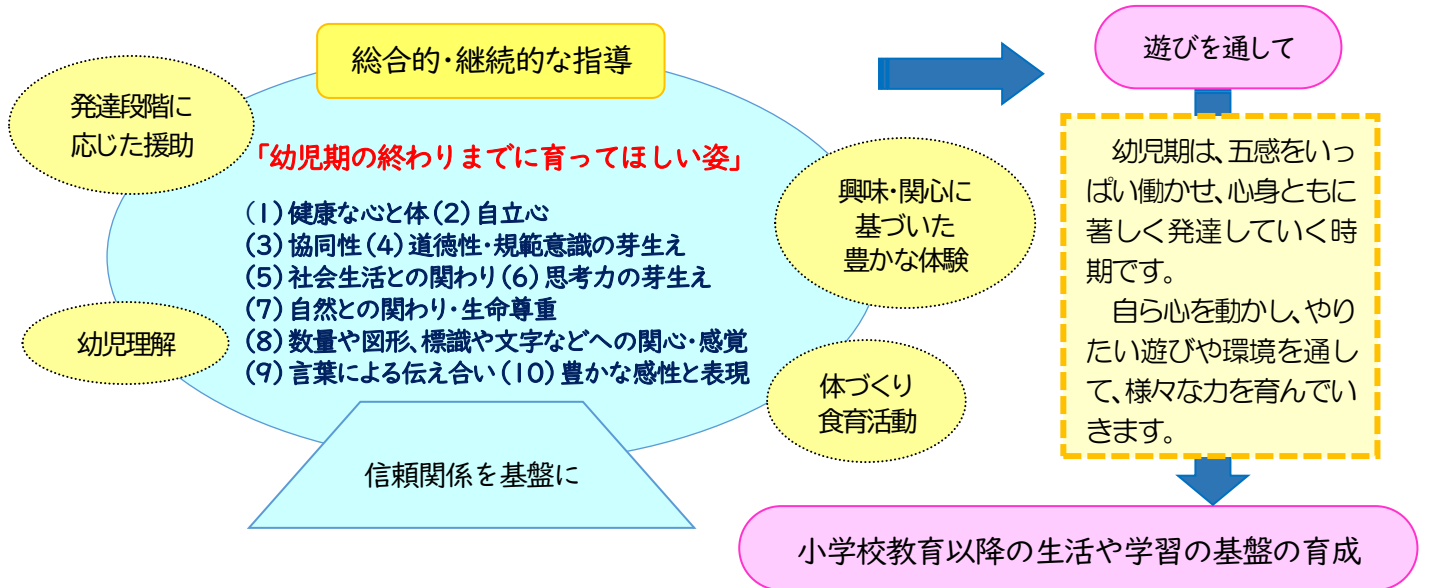 総合的・継続的な指導
発達段階に
応じた援助
「幼児期の終わりまでに育ってほしい姿」
(1)健康な心と体(2)自立心
(3)協同性(4)道徳性・規範意識の芽生え
(5)社会生活との関わり(6)思考力の芽生え
(7)自然との関わり・生命尊重
(8)数量や図形、標識や文字などへの関心・感覚
(9)言葉による伝え合い(10)豊かな感性と表現
興味・関心に
基づいた
豊かな体験
幼児理解
体づくり
食育活動
信頼関係を基盤に
遊びを通して
幼児期は、五感をいっ
ぱい働かせ、心身ともに
著しく発達していく時
期です。
自ら心を動かし、やり
たい遊びや環境を通し
て、様々な力を育んでい
きます。
小学校教育以降の生活や学習の基盤の育成